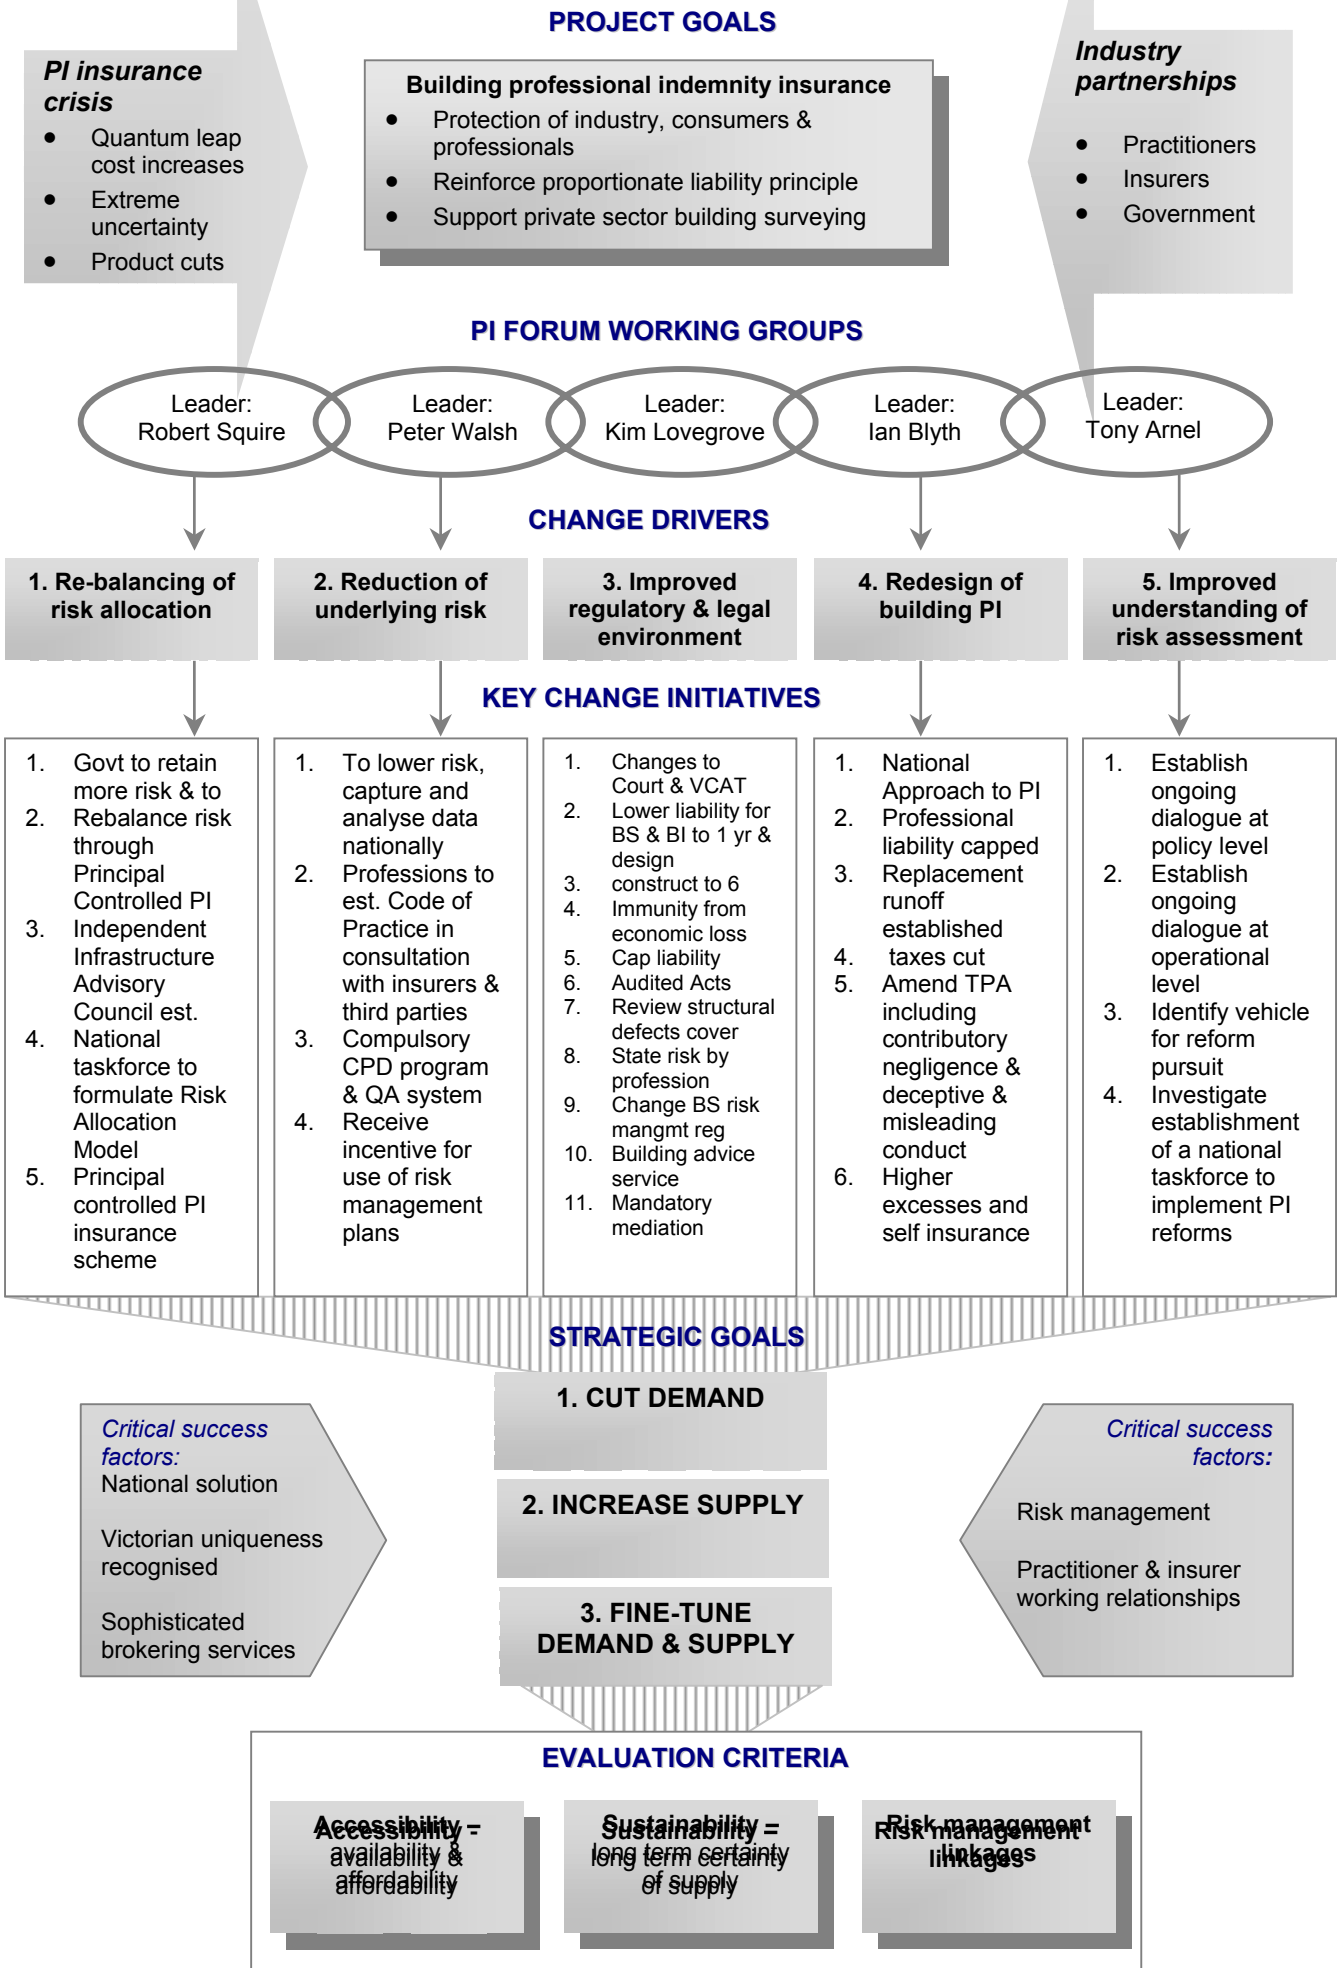 PROJECT GOALS
PI insurance
crisis
• Quantum leap
cost increases
• Extreme
uncertainty
• Product cuts
Building professional indemnity insurance
• Protection of industry, consumers &
professionals
• Reinforce proportionate liability principle
• Support private sector building surveying
Industry
partnerships
• Practitioners
• Insurers
• Government
PI FORUM WORKING GROUPS
Leader:
Robert Squire
Leader:
Peter Walsh
Leader:
Kim Lovegrove
Leader:
Ian Blyth
Leader:
Tony Arnel
CHANGE DRIVERS
1. Re-balancing of
risk allocation
2. Reduction of
underlying risk
3. Improved
regulatory & legal
environment
4. Redesign of
building PI
5. Improved
understanding of
risk assessment
KEY CHANGE INITIATIVES
1. Govt to retain
more risk & to
2. Rebalance risk
through
Principal
Controlled PI
3. Independent
Infrastructure
Advisory
Council est.
4. National
taskforce to
formulate Risk
Allocation
Model
5. Principal
controlled PI
insurance
scheme
1. To lower risk,
capture and
analyse data
nationally
2. Professions to
est. Code of
Practice in
consultation
with insurers &
third parties
3. Compulsory
CPD program
& QA system
4. Receive
incentive for
use of risk
management
plans
1. Changes to
Court & VCAT
2. Lower liability for
BS & BI to 1 yr &
design
3. construct to 6
4. Immunity from
economic loss
5. Cap liability
6. Audited Acts
7. Review structural
defects cover
8. State risk by
profession
9. Change BS risk
mangmt reg
10. Building advice
service
11. Mandatory
mediation
1. National
Approach to PI
2. Professional
liability capped
3. Replacement
runoff
established
4. taxes cut
5. Amend TPA
including
contributory
negligence &
deceptive &
misleading
conduct
6. Higher
excesses and
self insurance
1. Establish
ongoing
dialogue at
policy level
2. Establish
ongoing
dialogue at
operational
level
3. Identify vehicle
for reform
pursuit
4. Investigate
establishment
of a national
taskforce to
implement PI
reforms
STRATEGIC GOALS
1. CUT DEMAND
2. INCREASE SUPPLY
3. FINE-TUNE
DEMAND & SUPPLY
Critical success
factors:
National solution
Victorian uniqueness
recognised
Sophisticated
brokering services
Critical success
factors:
Risk management
Practitioner & insurer
working relationships
EVALUATION CRITERIA
Accessibility =
availability &
affordability
Sustainability =
long term certainty
of supply
Risk management
linkages